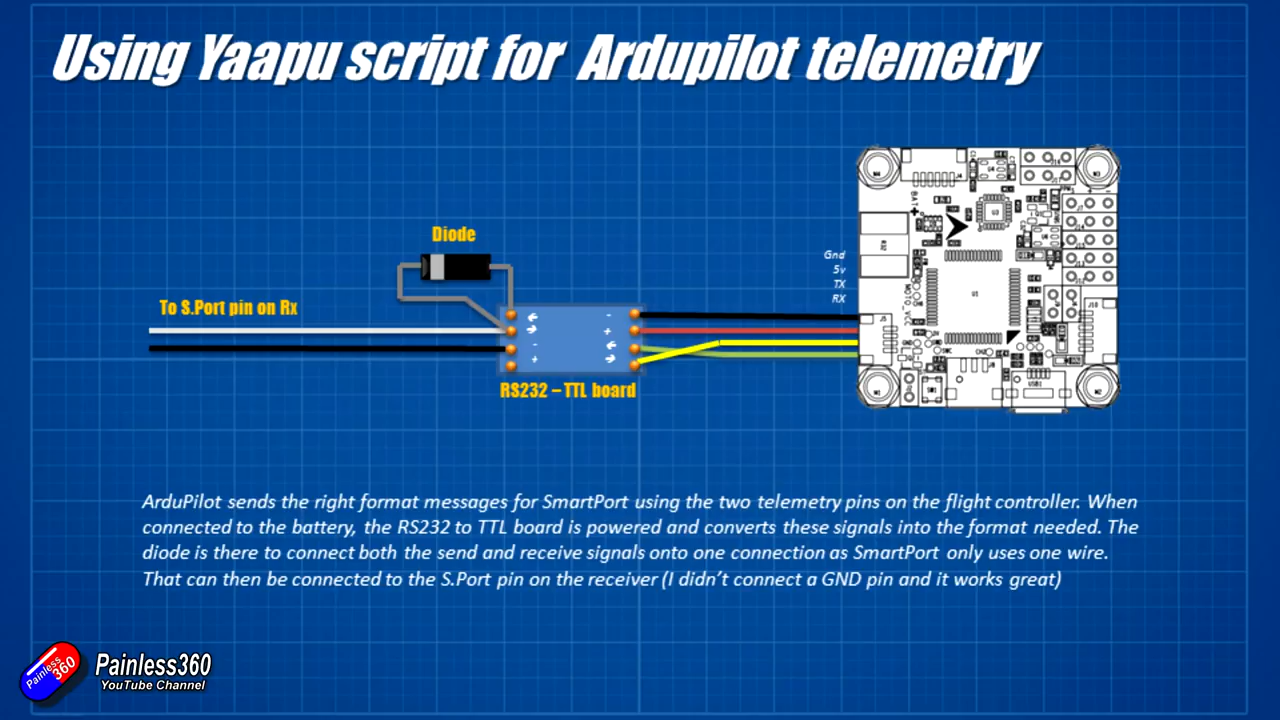 Using Yaapu script for Ardupilot telemetry
Diode
To S.Port pin on Rx
Gnd
5v
TX
RX
RS232 – TTL board
ArduPilot sends the right format messages for SmartPort using the two telemetry pins on the flight controller. When
connected to the battery, the RS232 to TTL board is powered and converts these signals into the format needed. The
diode is there to connect both the send and receive signals onto one connection as SmartPort only uses one wire.
That can then be connected to the S.Port pin on the receiver (I didn’t connect a GND pin and it works great)
Painless
360
Painless360
YouTube Channel